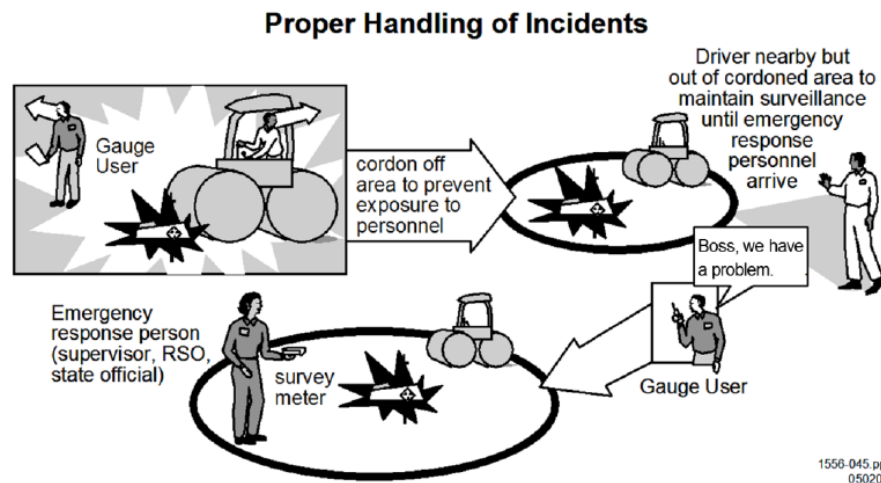 Proper Handling of Incidents
Gauge
User
cordon off
area to prevent
exposure to
personnel
Driver nearby but
out of cordoned area to
maintain surveillance
until emergency
response
personnel
arrive
Boss, we have
a problem.
Gauge User
Emergency
response person
(supervisor, RSO,
state official)
survey
meter
1556-045.pp
05020